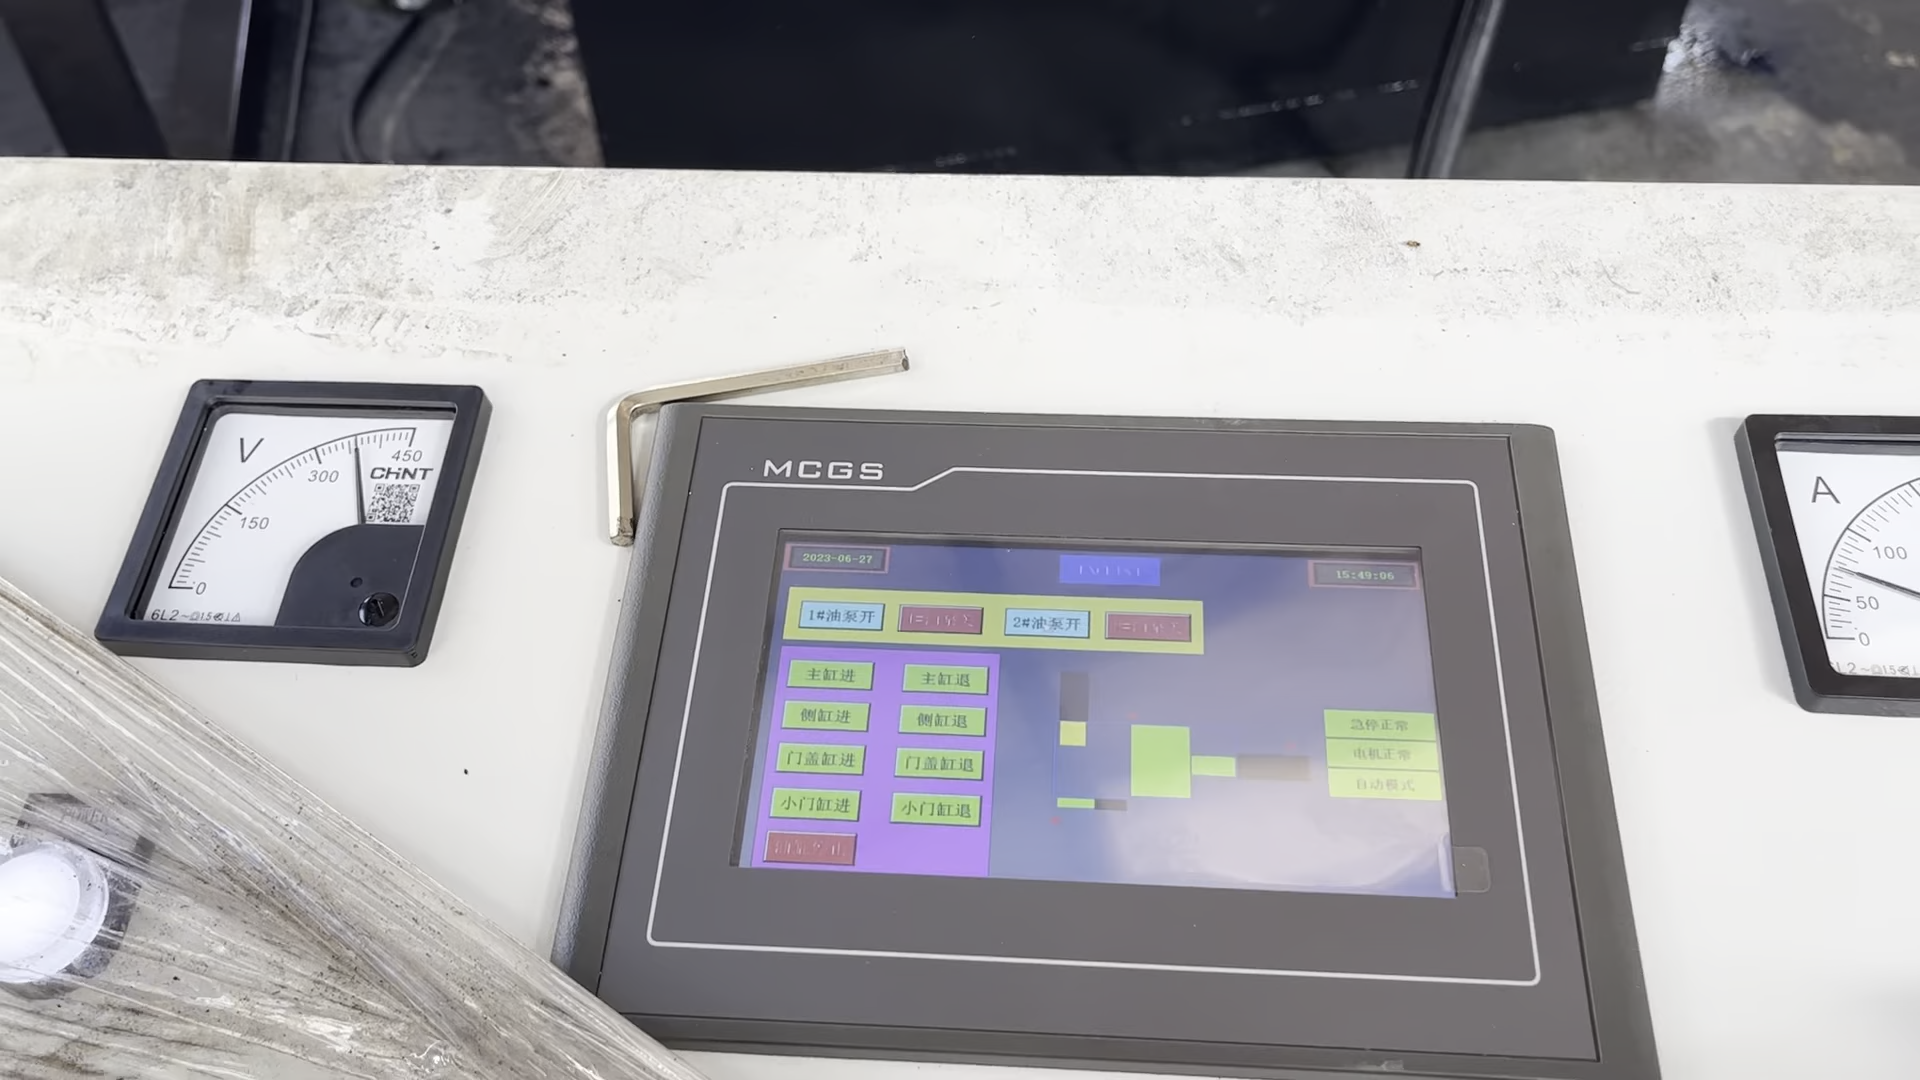 V
450
300
150
0
CHNT
6L2
MCGS
2023-06-27
15:49:06
1#油泵开
2#油泵开
主缸进
主缸退
侧缸进
侧缸退
门盖缸进
门盖缸退
小门缸进
小门缸退
急停正常
电机正常
自动模式
A
100
50
0